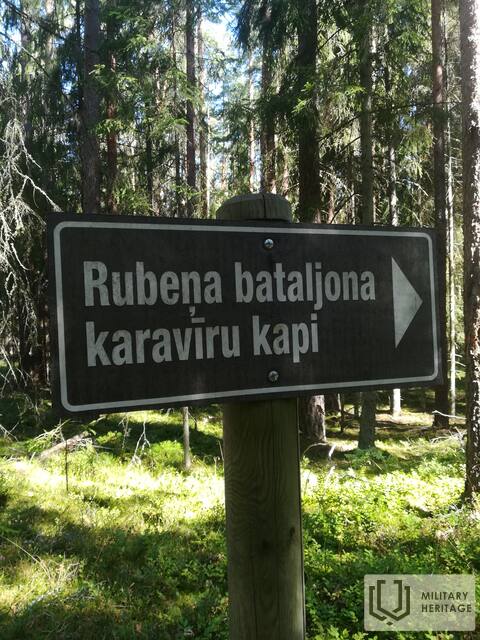 Rubeņa bataljona
karavīru kapi
MILITARY
HERITAGE